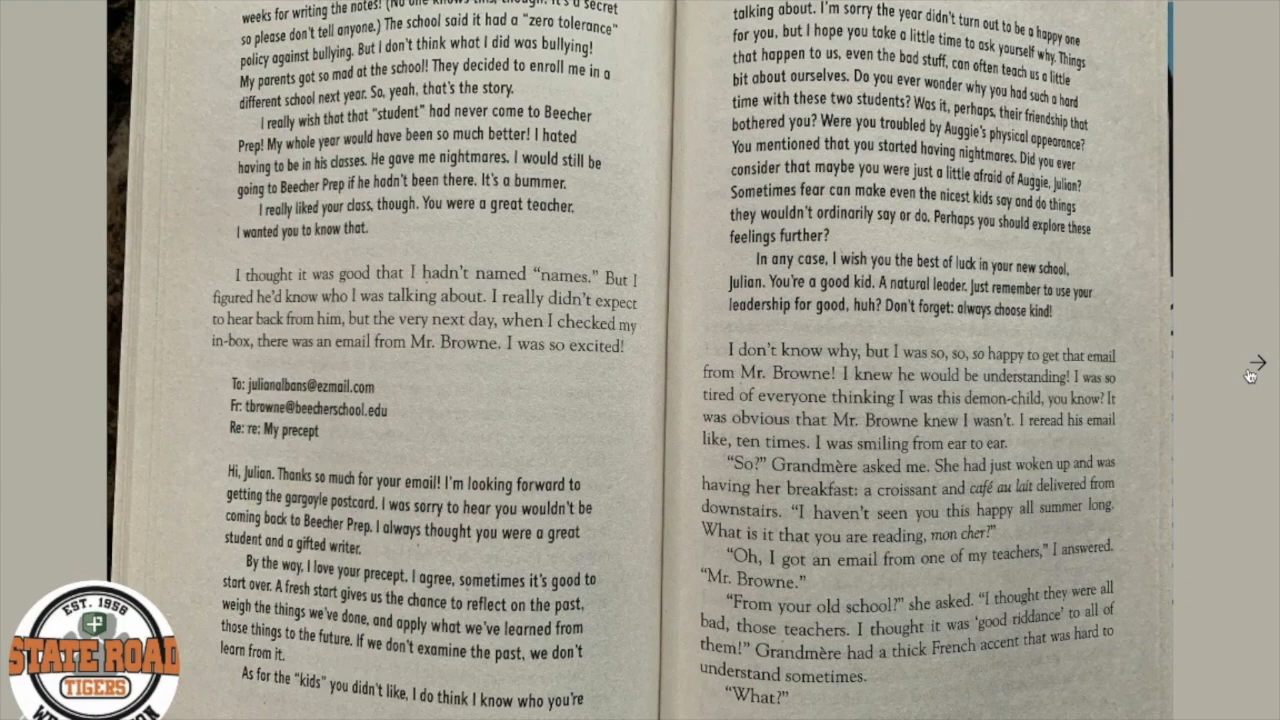 weeks for writing the notes! (No one knows this, though. It's a secret
so please don't tell anyone.) The school said it had a "zero tolerance"
policy against bullying. But I don't think what I did was bullying!
My parents got so mad at the school! They decided to enroll me in a
different school next year. So, yeah, that's the story.
I really wish that that "student" had never come to Beecher
Prep! My whole year would have been so much better! I hated
having to be in his classes. He gave me nightmares. I would still be
going to Beecher Prep if he hadn't been there. It's a bummer.
I really liked your class, though. You were a great teacher.
I wanted you to know that.
I thought it was good that I hadn't named "names." But I
figured he'd know who I was talking about. I really didn't expect
to hear back from him, but the very next day, when I checked my
in-box, there was an email from Mr. Browne. I was so excited!
To: julianalbans@ezmail.com
Fr: tbrowne@beecherschool.edu
Re: re: My precept
Hi, Julian. Thanks so much for your email! I'm looking forward to
getting the gargoyle postcard. I was sorry to hear you wouldn't be
coming back to Beecher Prep. I always thought you were a great
student and a gifted writer.
By the way, I love your precept. I agree, sometimes it's good to
start over. A fresh start gives us the chance to reflect on the past,
weigh the things we've done, and apply what we've learned from
those things to the future. If we don't examine the past, we don't
learn from it.
As for the "kids" you didn't like, I do think I know who you're
talking about. I'm sorry the year didn't turn out to be a happy one
for you, but I hope you take a little time to ask yourself why. Things
that happen to us, even the bad stuff, can often teach us a little
bit about ourselves. Do you ever wonder why you had such a hard
time with these two students? Was it, perhaps, their friendship that
bothered you? Were you troubled by Auggie's physical appearance?
You mentioned that you started having nightmares. Did you ever
consider that maybe you were just a little afraid of Auggie, Julian?
Sometimes fear can make even the nicest kids say and do things
they wouldn't ordinarily say or do. Perhaps you should explore these
feelings further?
In any case, I wish you the best of luck in your new school,
Julian. You're a good kid. A natural leader. Just remember to use your
leadership for good, huh? Don't forget: always choose kind!
I don't know why, but I was so, so, so happy to get that email
from Mr. Browne! I knew he would be understanding! I was so
tired of everyone thinking I was this demon-child, you know? It
was obvious that Mr. Browne knew I wasn't. I reread his email
like, ten times. I was smiling from ear to ear.
"So?" Grandmère asked me. She had just woken up and was
having her breakfast: a croissant and café au lait delivered from
downstairs. "I haven't seen you this happy all summer long.
What is it that you are reading, mon cher?"
"Oh, I got an email from one of my teachers," I answered.
"Mr. Browne."
"From your old school?" she asked. "I thought they were all
bad, those teachers. I thought it was 'good riddance' to all of
them!" Grandmère had a thick French accent that was hard to
understand sometimes.
"What?"
EST. 1956
STATE ROAD
TIGERS